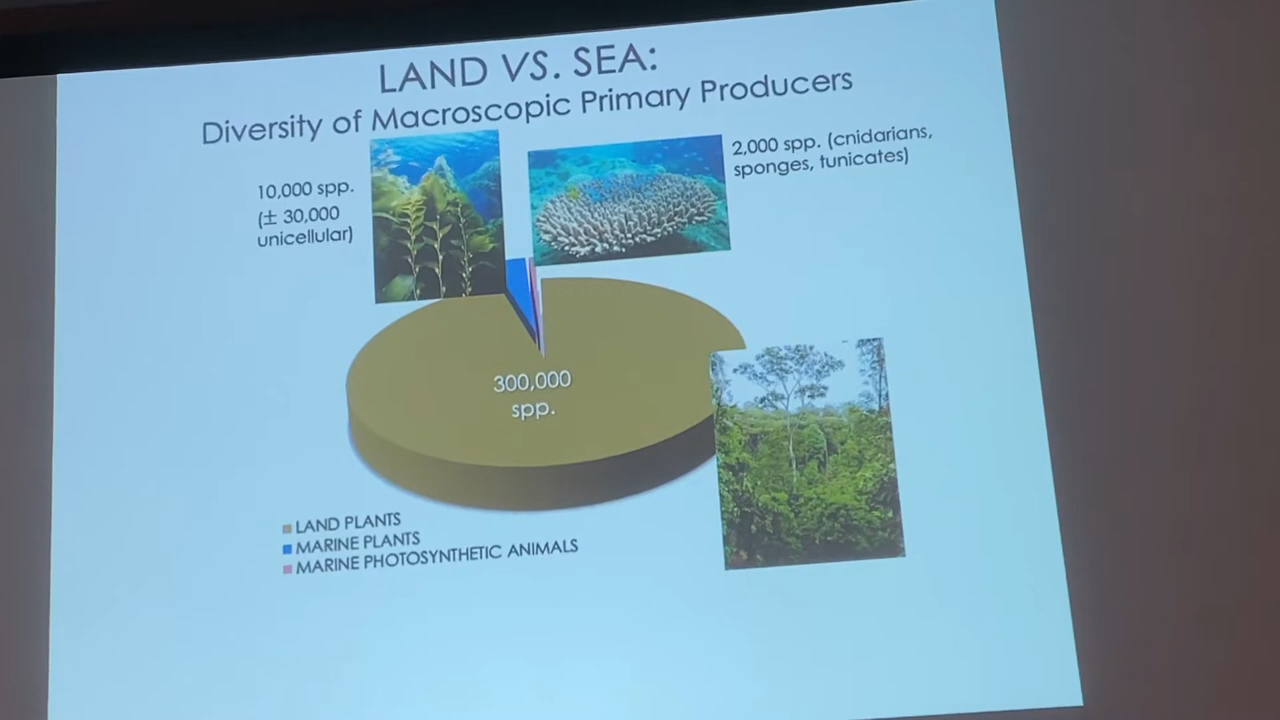 LAND VS. SEA:
Diversity of Macroscopic Primary Producers
10,000 spp.
(± 30,000
unicellular)
2,000 spp. (cnidarians,
sponges, tunicates)
300,000
spp.
LAND PLANTS
MARINE PLANTS
MARINE PHOTOSYNTHETIC ANIMALS